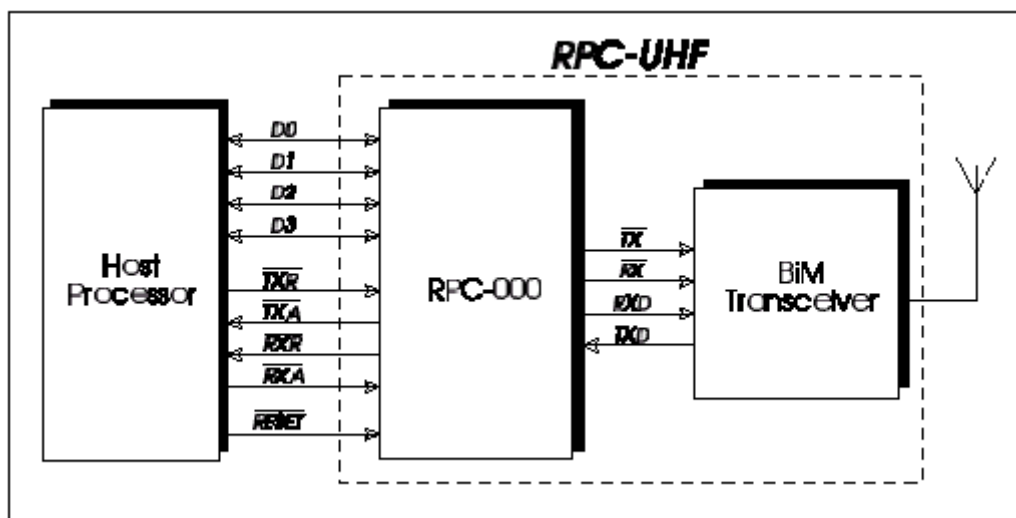 RPC-UHF
D0
D1
D2
D3
TXR
TXA
RXR
RXA
RESET
Host
Processor
RPC-000
TX
RX
RXD
TXD
BiM
Transceiver